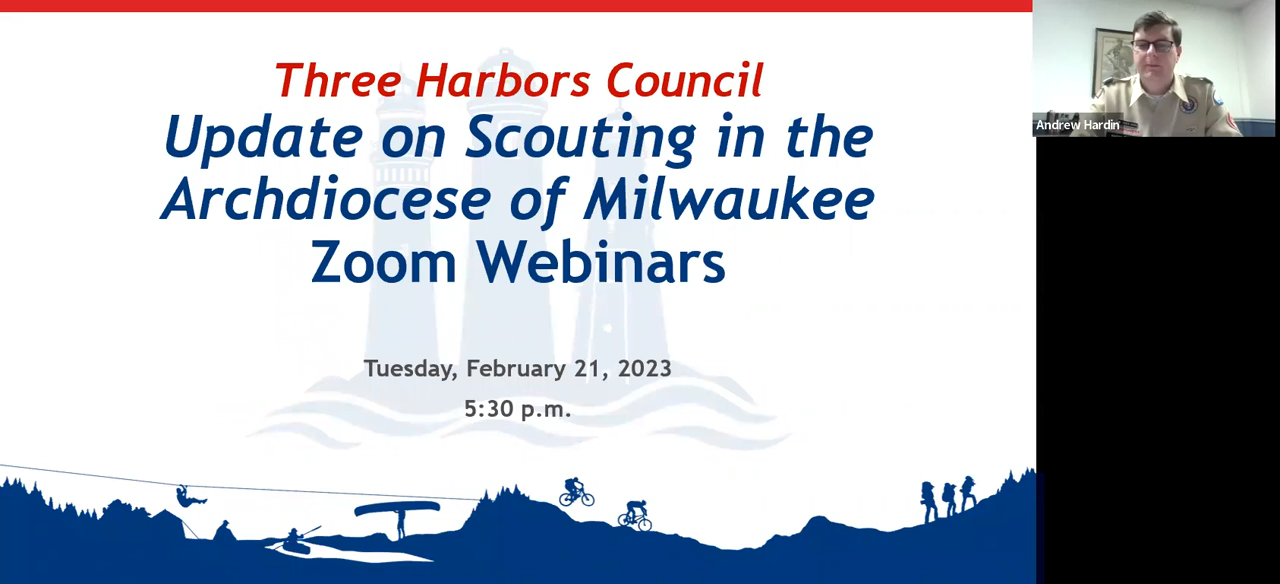 Three Harbors Council
Update on Scouting in the
Archdiocese of Milwaukee
Zoom Webinars
Tuesday, February 21, 2023
5:30 p.m.
Andrew Hardin